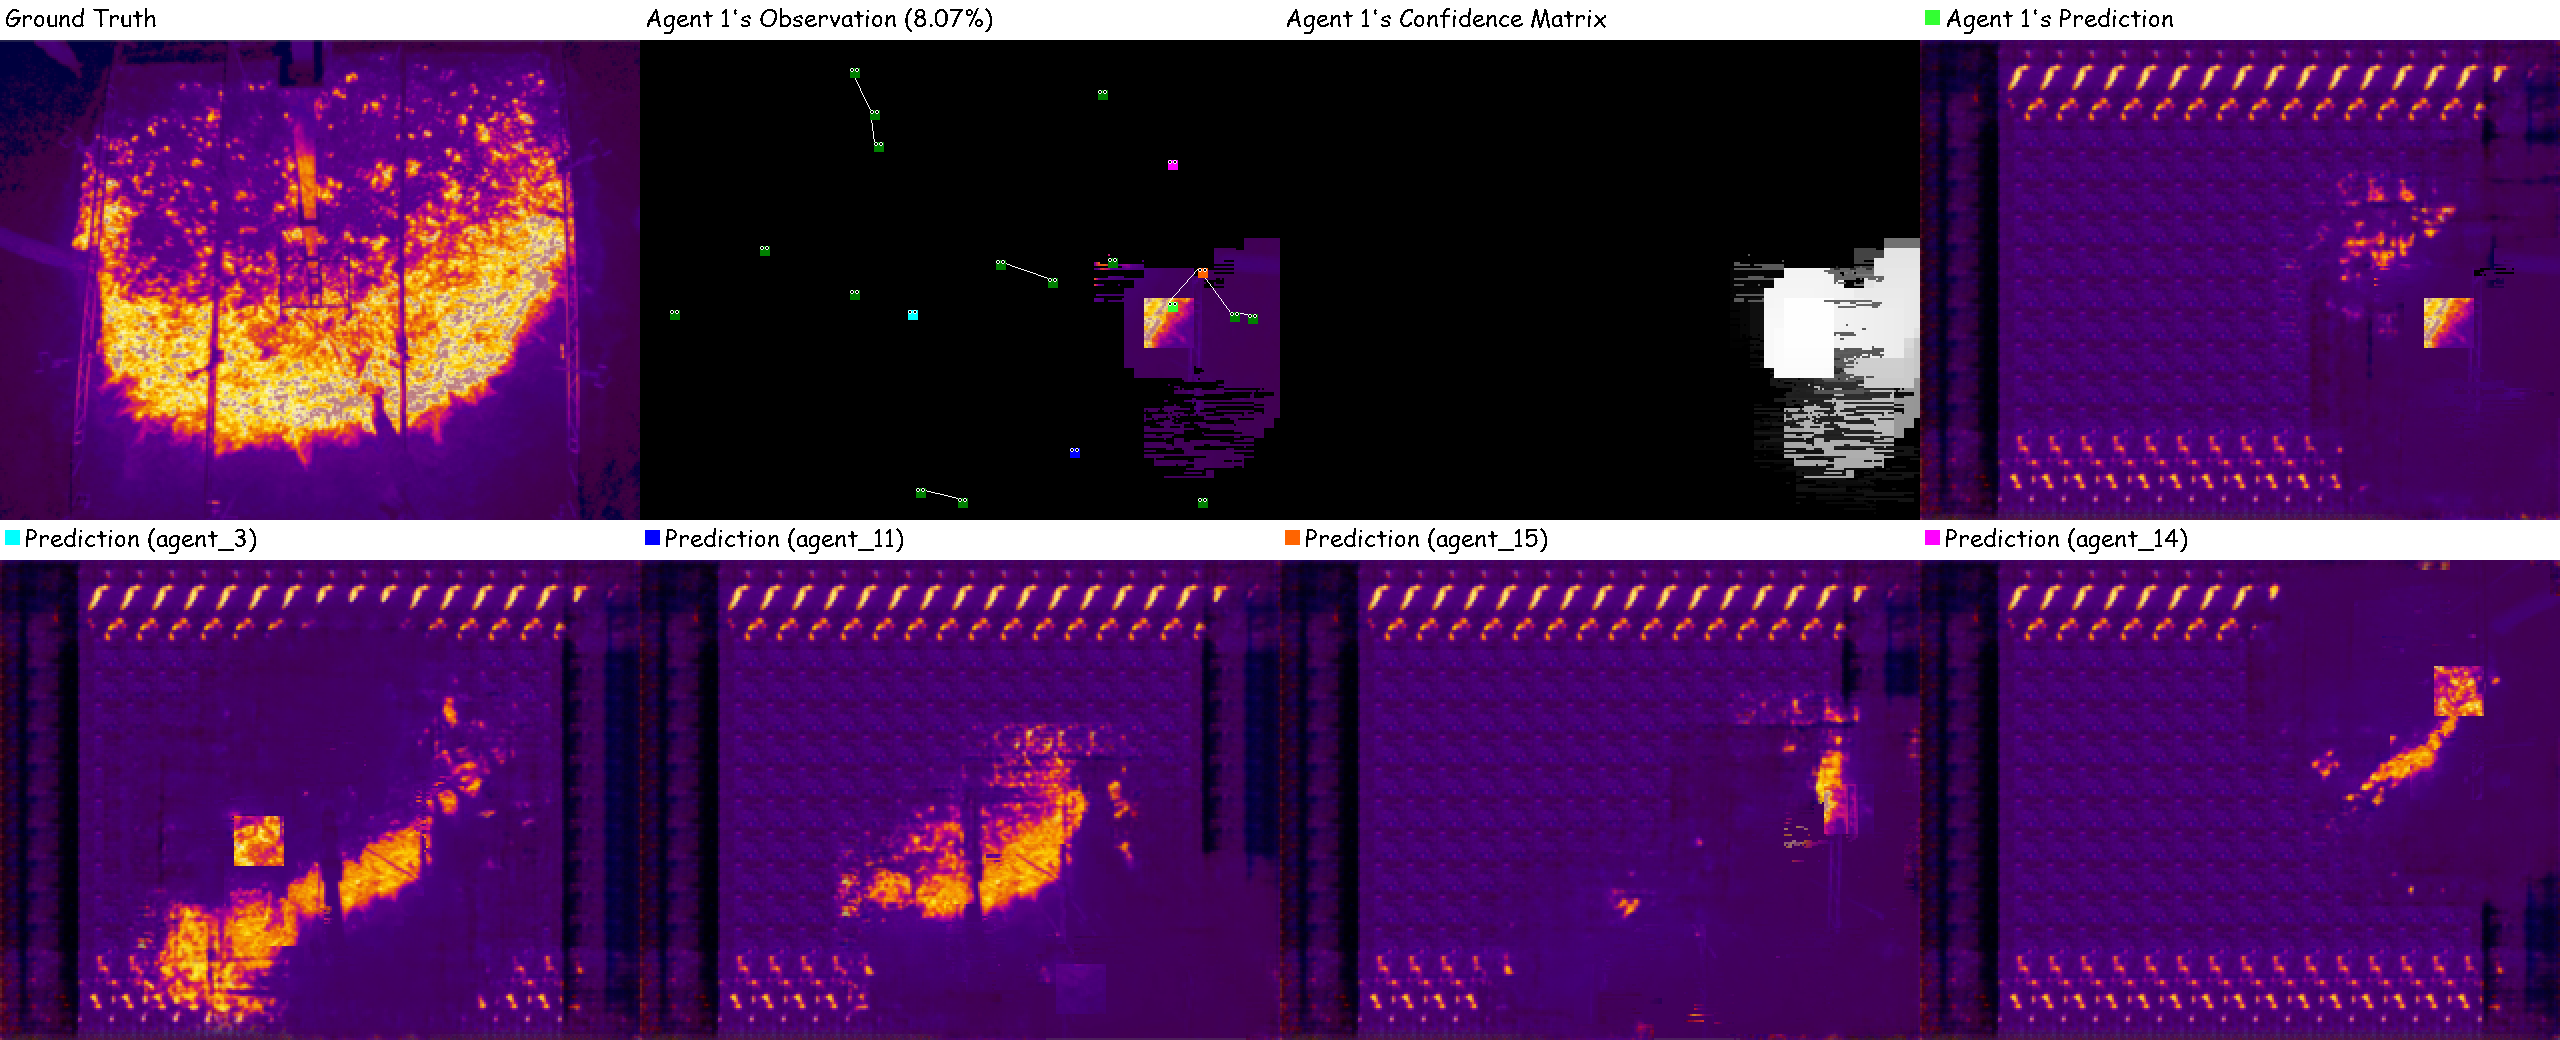 Ground Truth
Agent 1's Observation (8.07%)
Agent 1's Confidence Matrix
Agent 1's Prediction
Prediction (agent_3)
Prediction (agent_11)
Prediction (agent_15)
Prediction (agent_14)